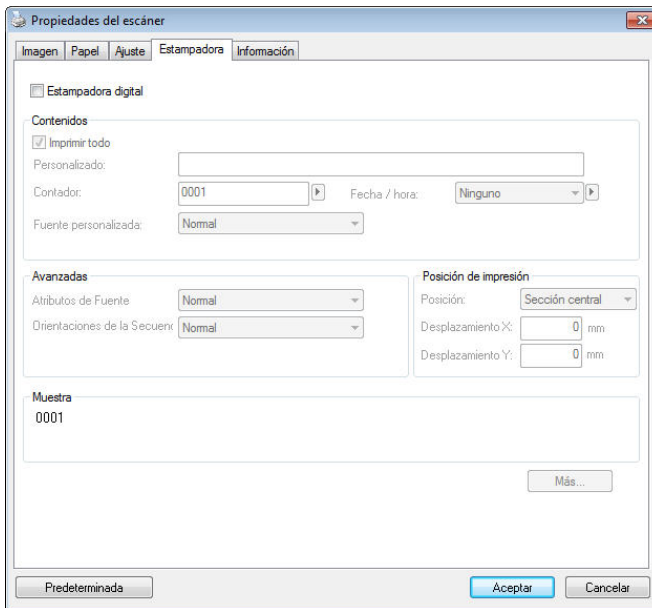 Propiedades del escáner
Imagen Papel Ajuste Estampadora Información
Estampadora digital
Contenidos
Imprimir todo
Personalizado:
Contador: 0001 Fecha / hora: Ninguno
Fuente personalizada: Normal
Avanzadas
Atributos de Fuente Normal
Orientaciones de la Secuenc Normal
Posición de impresión
Posición: Sección central
Desplazamiento X: 0 mm
Desplazamiento Y: 0 mm
Muestra
0001
Más...
Predeterminada Aceptar Cancelar